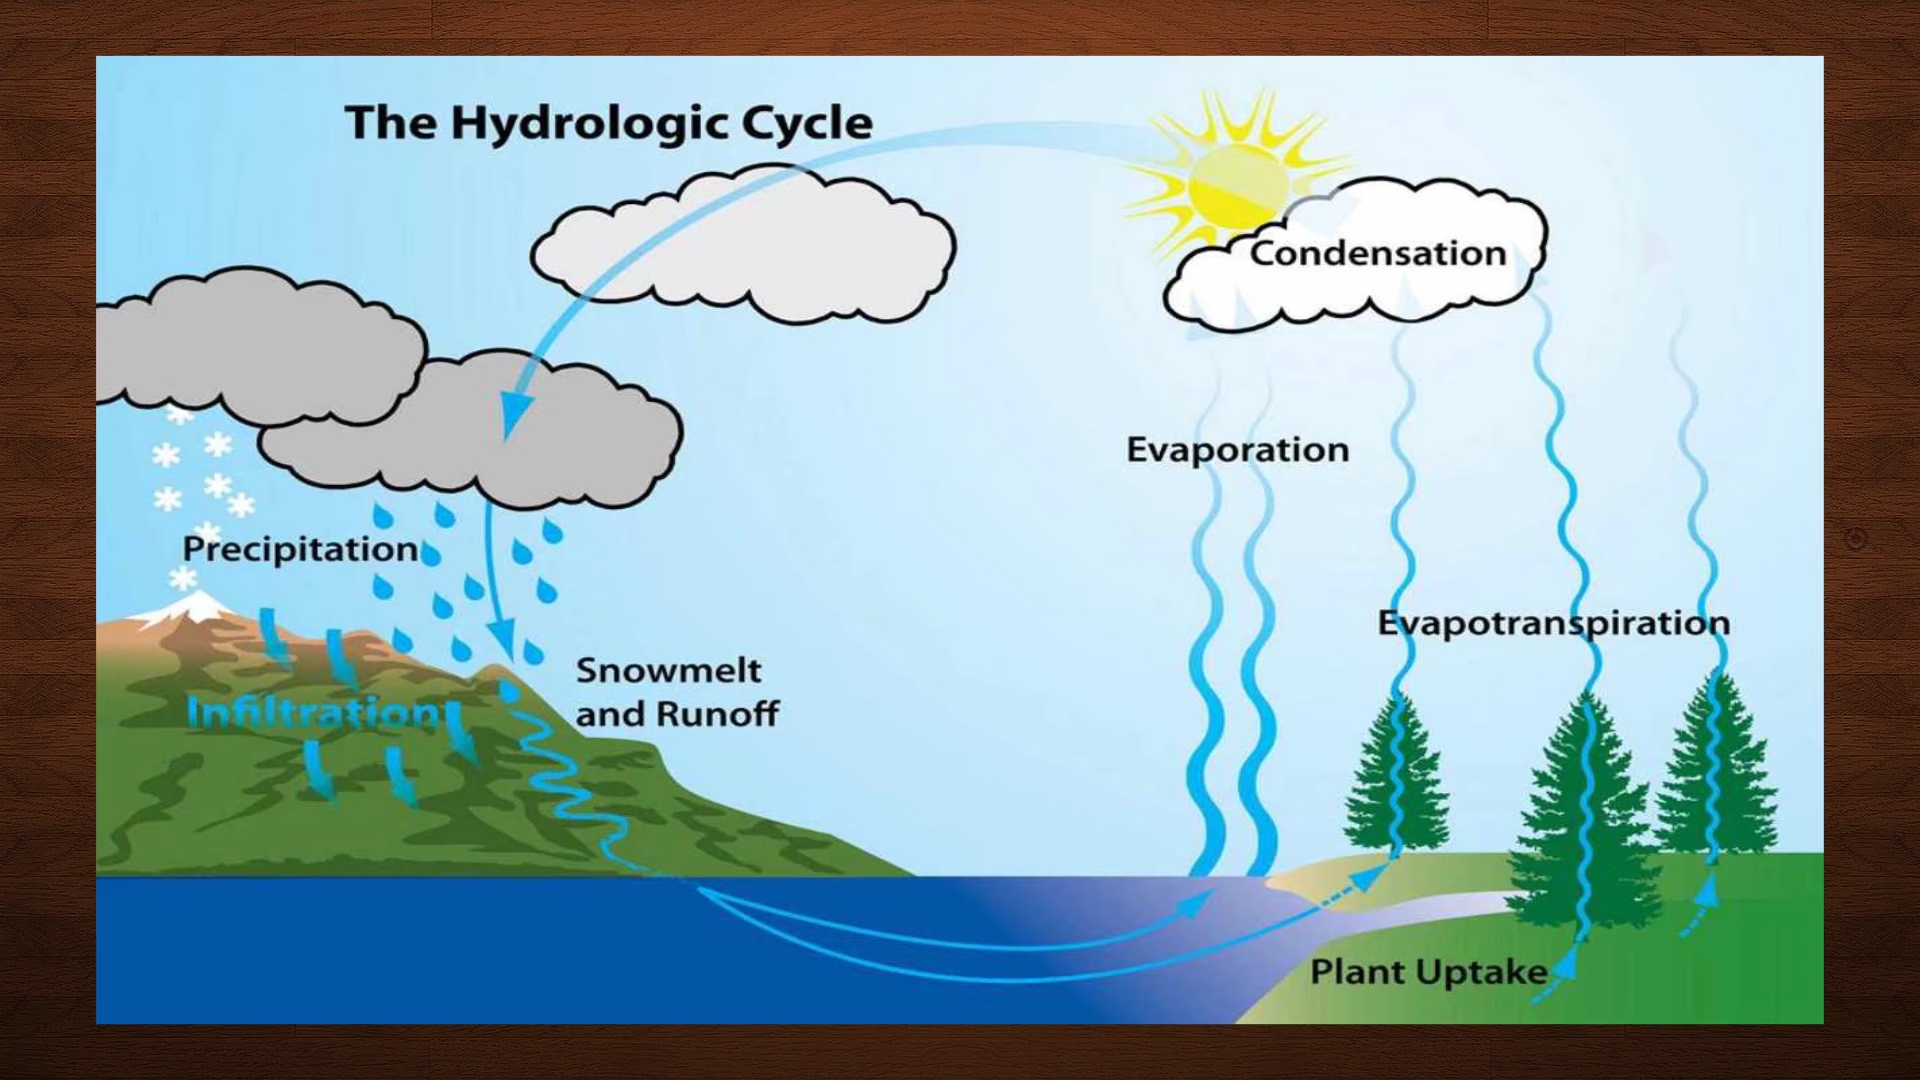 The Hydrologic Cycle
Condensation
Evaporation
Precipitation
Evapotranspiration
Snowmelt
and Runoff
Infiltration
Plant Uptake